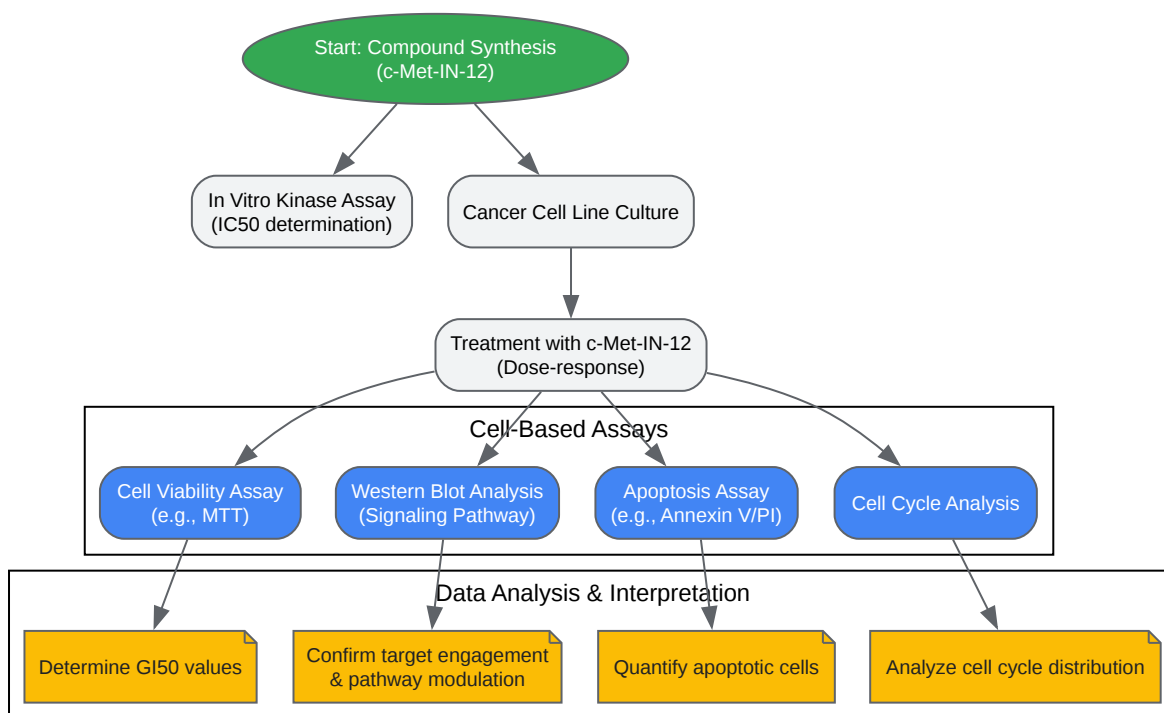 Start: Compound Synthesis
(c-Met-IN-12)
In Vitro Kinase Assay
(IC50 determination)
Cancer Cell Line Culture
Treatment with c-Met-IN-12
(Dose-response)
Cell-Based Assays
Cell Viability Assay
(e.g., MTT)
Western Blot Analysis
(Signaling Pathway)
Apoptosis Assay
(e.g., Annexin V/PI)
Cell Cycle Analysis
Data Analysis & Interpretation
Determine GI50 values
Confirm target engagement
& pathway modulation
Quantify apoptotic cells
Analyze cell cycle distribution